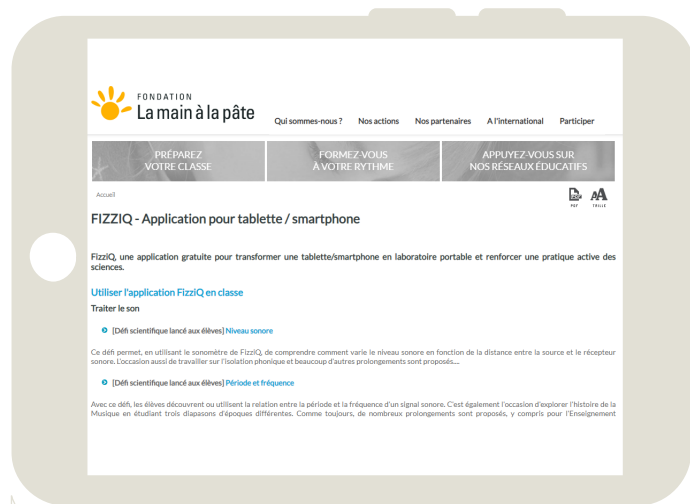 FONDATION
La main à la pâte
Qui sommes-nous ? Nos actions Nos partenaires A l'international Participer
PRÉPAREZ
VOTRE CLASSE
FORMEZ-VOUS
À VOTRE RYTHME
APPUYEZ-VOUS SUR
NOS RÉSEAUX ÉDUCATIFS
Accueil
PDF
TAILLE
FIZZIQ - Application pour tablette / smartphone
FizziQ, une application gratuite pour transformer une tablette/smartphone en laboratoire portable et renforcer une pratique active des
sciences.
Utiliser l'application FizziQ en classe
Traiter le son
[Défi scientifique lancé aux élèves] Niveau sonore
Ce défi permet, en utilisant le sonomètre de FizziQ, de comprendre comment varie le niveau sonore en fonction de la distance entre la source et le récepteur
sonore. L'occasion aussi de travailler sur l'isolation phonique et beaucoup d'autres prolongements sont proposés....
[Défi scientifique lancé aux élèves] Période et fréquence
Avec ce défi, les élèves découvrent ou utilisent la relation entre la période et la fréquence d'un signal sonore. C'est également l'occasion d'explorer l'histoire de la
Musique en étudiant trois diapasons d'époques différentes. Comme toujours, de nombreux prolongements sont proposés, y compris pour l'Enseignement